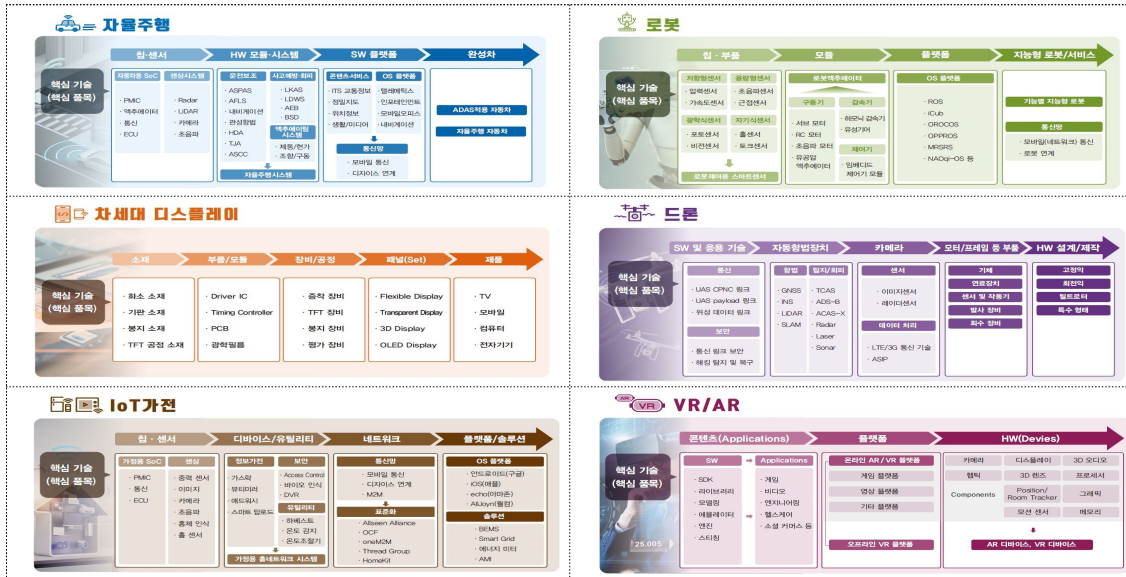 자율주행
핵심 기술
(핵심 품목)
칩·센서
HW 모듈·시스템
SW 플랫폼
완성차
자동차용 SoC
· PMIC
· 액추에이터
· 통신
· ECU
센싱시스템
· Radar
· LiDAR
· 카메라
· 초음파
운전보조
· ASPAS
· AFLS
· 내비게이션
· 관성항법
· HDA
· TJA
· ASCC
사고예방·회피
· LKAS
· LDWS
· AEB
· BSD
액추에이팅
시스템
· 제동/현가
· 조향/구동
자율주행시스템
콘텐츠서비스
· ITS 교통정보
· 정밀지도
· 위치정보
· 생활/미디어
OS 플랫폼
· 텔레메틱스
· 인포테인먼트
· 모바일오피스
· 내비게이션
통신망
· 모바일 통신
· 디자이스 연계
ADAS적용 자동차
자율주행 자동차
로봇
핵심 기술
(핵심 품목)
칩·부품
모듈
플랫폼
지능형 로봇/서비스
저항형센서
· 압력센서
· 가속도센서
용량형센서
· 초음파센서
· 근접센서
광학식센서
· 포토센서
· 비전센서
자기식센서
· 홀센서
· 토크센서
로봇제어용 스마트센서
로봇액추에이터
구동기
· 서보 모터
· RC 모터
· 초음파 모터
· 유공압
액추에이터
감속기
· 하모닉 감속기
· 유성기어
제어기
· 임베디드
제어기 모듈
OS 플랫폼
· ROS
· iCub
· OROCOS
· OPPROS
· MRSRS
· NAOqi-OS 등
기능별 지능형 로봇
통신망
· 모바일(네트워크) 통신
· 로봇 연계
차세대 디스플레이
핵심 기술
(핵심 품목)
소재
부품/모듈
장비/공정
패널(Set)
제품
· 화소 소재
· 기판 소재
· 봉지 소재
· TFT 공정 소재
· Driver IC
· Timing Controller
· PCB
· 광학필름
· 증착 장비
· TFT 장비
· 봉지 장비
· 평가 장비
· Flexible Display
· Transparent Display
· 3D Display
· OLED Display
· TV
· 모바일
· 컴퓨터
· 전자기기
드론
핵심 기술
(핵심 품목)
SW 및 응용 기술
자동항법장치
카메라
모터/프레임 등 부품
HW 설계/제작
통신
· UAS CPNC 링크
· UAS payload 링크
· 위성 데이터 링크
보안
· 통신 링크 보안
· 해킹 탐지 및 복구
항법
· GNSS
· INS
· LiDAR
· SLAM
탐지/회피
· TCAS
· ADS-B
· ACAS-X
· Radar
· Laser
· Sonar
센서
· 이미지센서
· 레이더센서
데이터 처리
· LTE/3G 통신 기술
· ASIP
기체
연료장치
센서 및 작동기
발사 장비
회수 장비
고정익
회전익
틸트로터
특수 형태
IoT가전
핵심 기술
(핵심 품목)
칩·센서
디바이스/유틸리티
네트워크
플랫폼/솔루션
가정용 SoC
· PMIC
· 통신
· ECU
센싱
· 중력 센서
· 이미지
· 카메라
· 초음파
· 홍체 인식
· 홀 센서
정보가전
· 가스락
· 뷰티미러
· 애드워시
· 스마트 탑로드
보안
· Access Control
· 바이오 인식
· DVR
유틸리티
· 하베스트
· 온도 감지
· 온도조절기
가정용 홈네트워크 시스템
통신망
· 모바일 통신
· 디자이스 연계
· M2M
표준화
· Allseen Alliance
· OCF
· oneM2M
· Thread Group
· HomeKit
OS 플랫폼
· 안드로이드(구글)
· iOS(애플)
· echo(아마존)
· AllJoyn(퀄컴)
솔루션
· BEMS
· Smart Grid
· 에너지 미터
· AMI
AR
VR
VR/AR
핵심 기술
(핵심 품목)
25.005
콘텐츠(Applications)
플랫폼
HW(Devies)
SW
· SDK
· 라이브러리
· 모델링
· 에뮬레이터
· 엔진
· 스티칭
Applications
· 게임
· 비디오
· 엔지니어링
· 헬스케어
· 소셜 커머스 등
온라인 AR/VR 플랫폼
게임 플랫폼
영상 플랫폼
기타 플랫폼
오프라인 VR 플랫폼
카메라
디스플레이
3D 오디오
햅틱
3D 렌즈
프로세서
Components
Position/
Room Tracker
그래픽
모션 센서
메모리
AR 디바이스, VR 디바이스